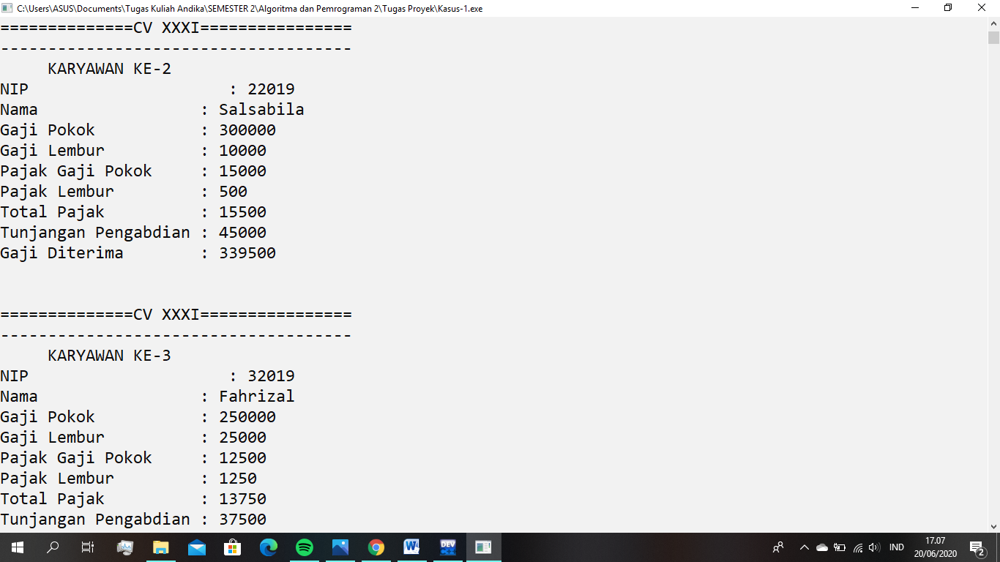 C:\Users\ASUS\Documents\Tugas Kuliah Andika\SEMESTER 2\Algoritma dan Pemrograman 2\Tugas Proyek\Kasus-1.exe
==============CV XXXI================
-------------------------------------
     KARYAWAN KE-2
NIP                     : 22019
Nama                 : Salsabila
Gaji Pokok           : 300000
Gaji Lembur          : 10000
Pajak Gaji Pokok     : 15000
Pajak Lembur         : 500
Total Pajak          : 15500
Tunjangan Pengabdian : 45000
Gaji Diterima        : 339500
==============CV XXXI================
-------------------------------------
     KARYAWAN KE-3
NIP                     : 32019
Nama                 : Fahrizal
Gaji Pokok           : 250000
Gaji Lembur          : 25000
Pajak Gaji Pokok     : 12500
Pajak Lembur         : 1250
Total Pajak          : 13750
Tunjangan Pengabdian : 37500
W
DEV
C++
IND
17.07
20/06/2020
2